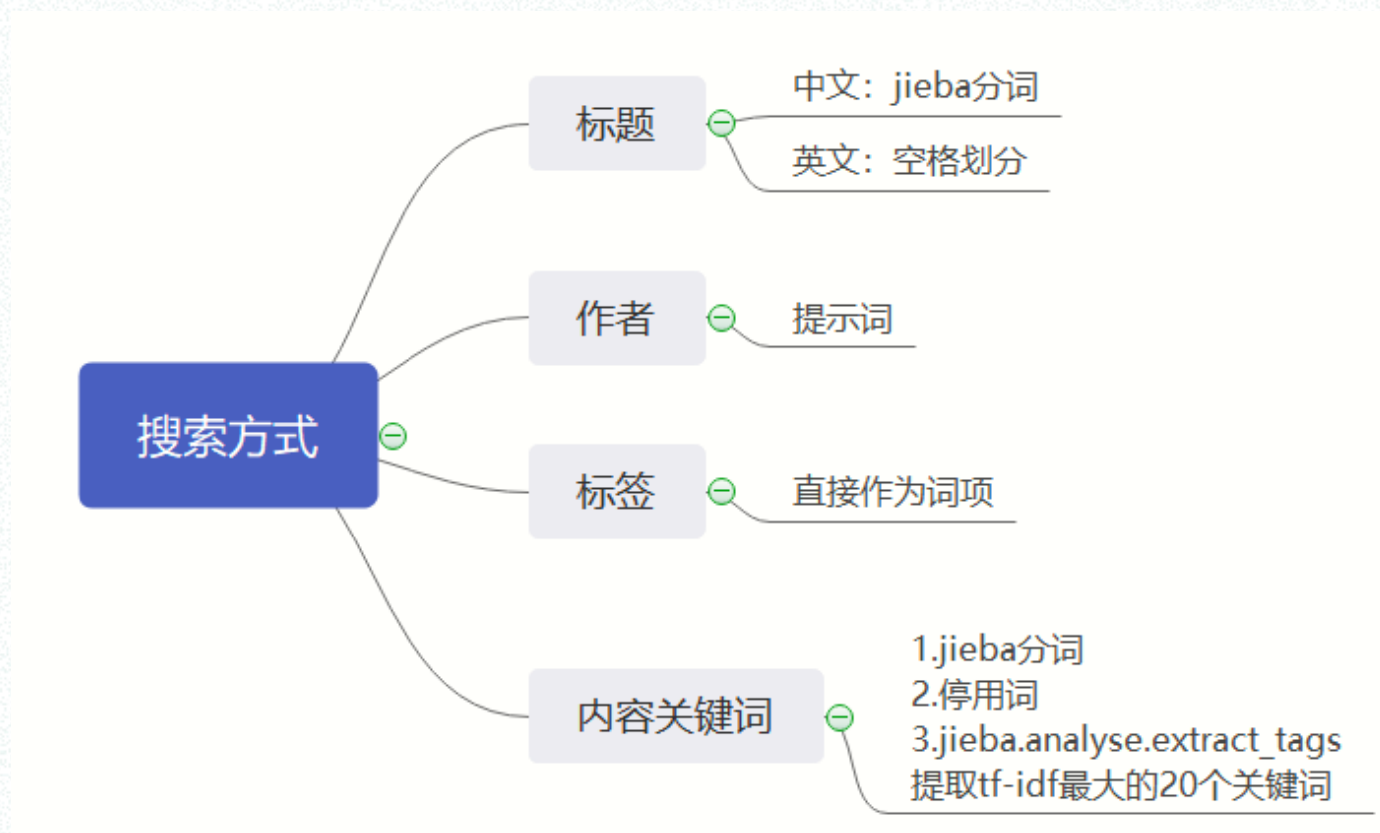 搜索方式
标题
中文：jieba分词
英文：空格划分
作者
提示词
标签
直接作为词项
内容关键词
1.jieba分词
2.停用词
3.jieba.analyse.extract_tags
提取tf-idf最大的20个关键词